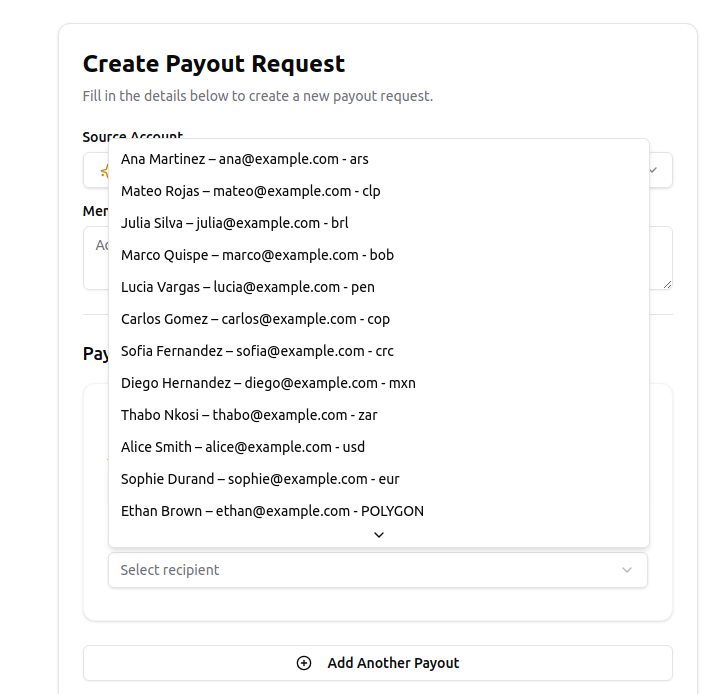 Create Payout Request
Fill in the details below to create a new payout request.
Source Account
Ana Martinez – ana@example.com - ars
Mateo Rojas – mateo@example.com - clp
Julia Silva – julia@example.com - brl
Marco Quispe – marco@example.com - bob
Lucia Vargas – lucia@example.com - pen
Carlos Gomez – carlos@example.com - cop
Sofia Fernandez – sofia@example.com - crc
Diego Hernandez – diego@example.com - mxn
Thabo Nkosi – thabo@example.com - zar
Alice Smith – alice@example.com - usd
Sophie Durand – sophie@example.com - eur
Ethan Brown – ethan@example.com - POLYGON
Select recipient
Add Another Payout